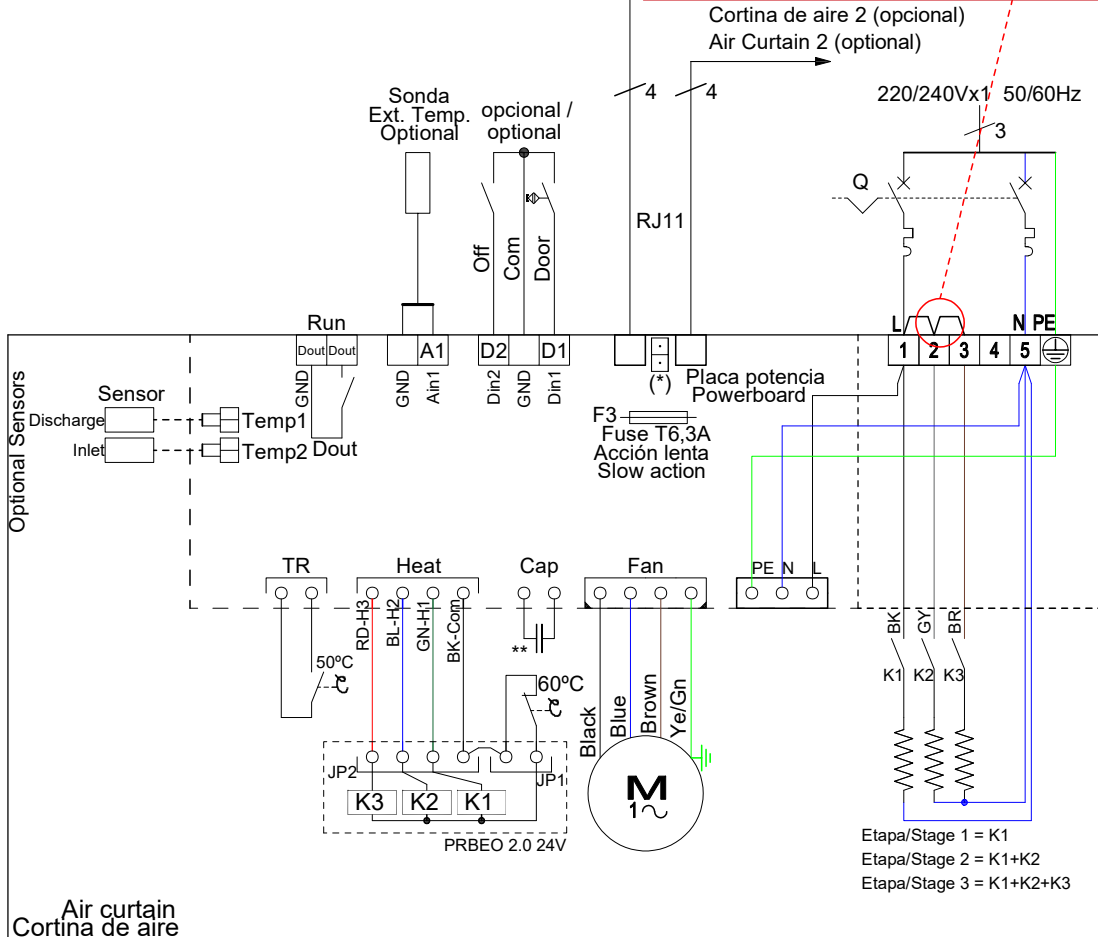 Cortina de aire 2 (opcional)
Air Curtain 2 (optional)
4
4
220/240Vx1 50/60Hz
3
Sonda
Ext. Temp.
Optional
opcional /
optional
Q
RJ11
Off
Com
Door
Run
L
N
PE
Dout
Dout
A1
D2
D1
1
2
3
4
5
GND
GND
Ain1
Din2
GND
Din1
(*)
Placa potencia
Powerboard
F3
Fuse T6,3A
Acción lenta
Slow action
Optional Sensors
Sensor
Discharge
Temp1
Inlet
Temp2
Dout
TR
Heat
Cap
Fan
PE
N
L
RD-H3
BL-H2
GN-H1
BK-Com
**
50ºC
60ºC
Black
Blue
Brown
Ye/Gn
BK
GY
BR
K1
K2
K3
JP2
JP1
K3
K2
K1
M
1
PRBEO 2.0 24V
Etapa/Stage 1 = K1
Etapa/Stage 2 = K1+K2
Etapa/Stage 3 = K1+K2+K3
Air curtain
Cortina de aire